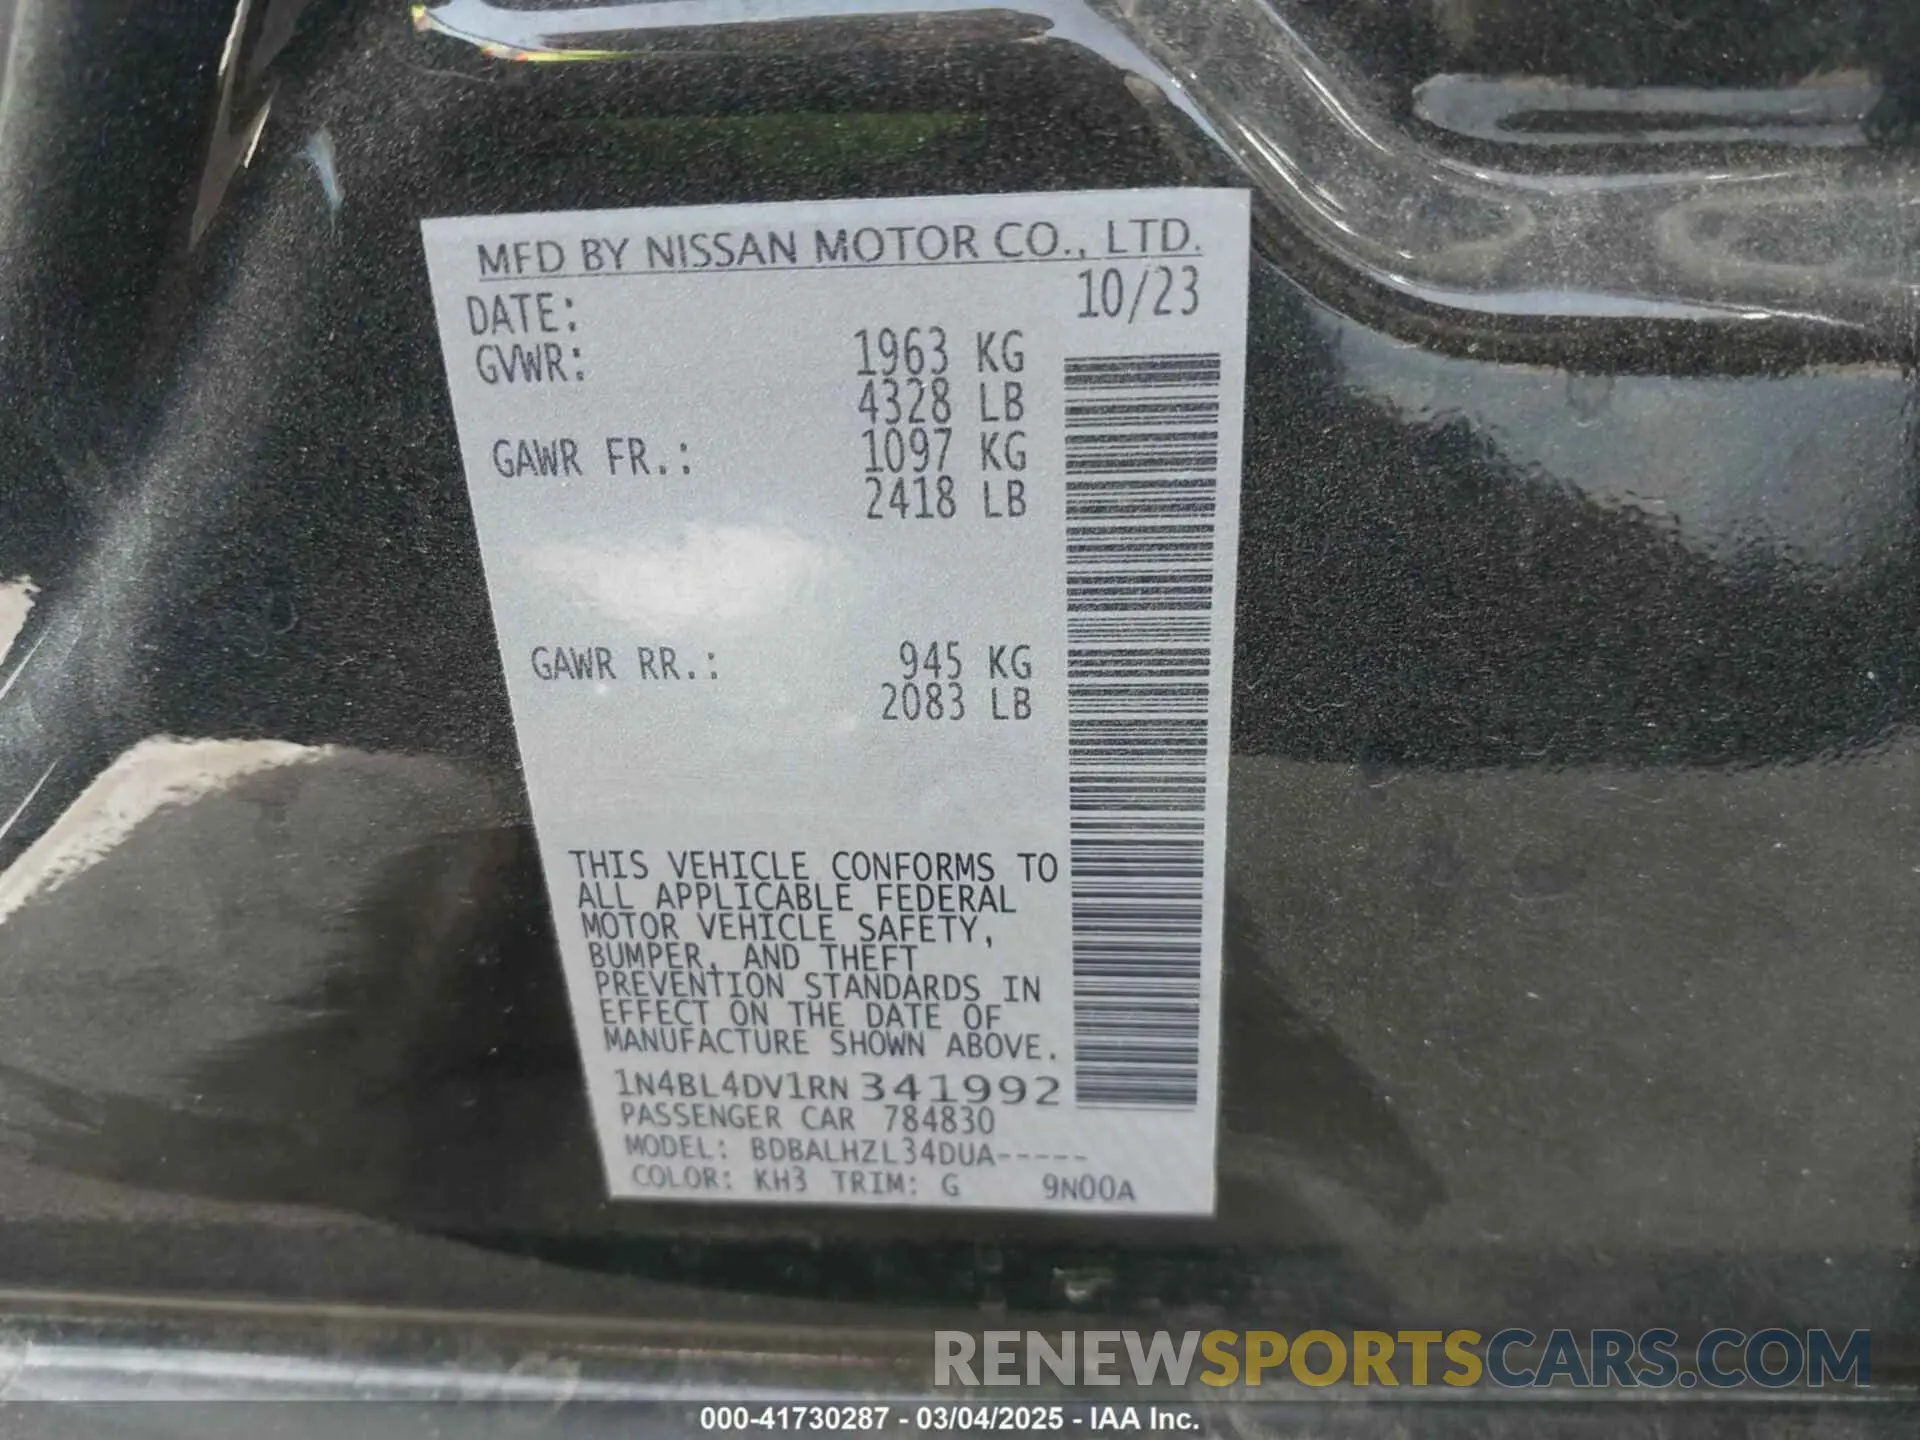 MFD BY NISSAN MOTOR CO., LTD.
DATE: 10/23
GVWR: 1963 KG
4328 LB
GAWR FR.: 1097 KG
2418 LB
GAWR RR.: 945 KG
2083 LB
THIS VEHICLE CONFORMS TO
ALL APPLICABLE FEDERAL
MOTOR VEHICLE SAFETY,
BUMPER, AND THEFT
PREVENTION STANDARDS IN
EFFECT ON THE DATE OF
MANUFACTURE SHOWN ABOVE.
1N4BL4DV1RN 341992
PASSENGER CAR 784830
MODEL: BDBALHZL34DUA-----
COLOR: KH3 TRIM: G 9N00A
RENEWSPORTSCARS.COM
000-41730287 - 03/04/2025 - IAA Inc.